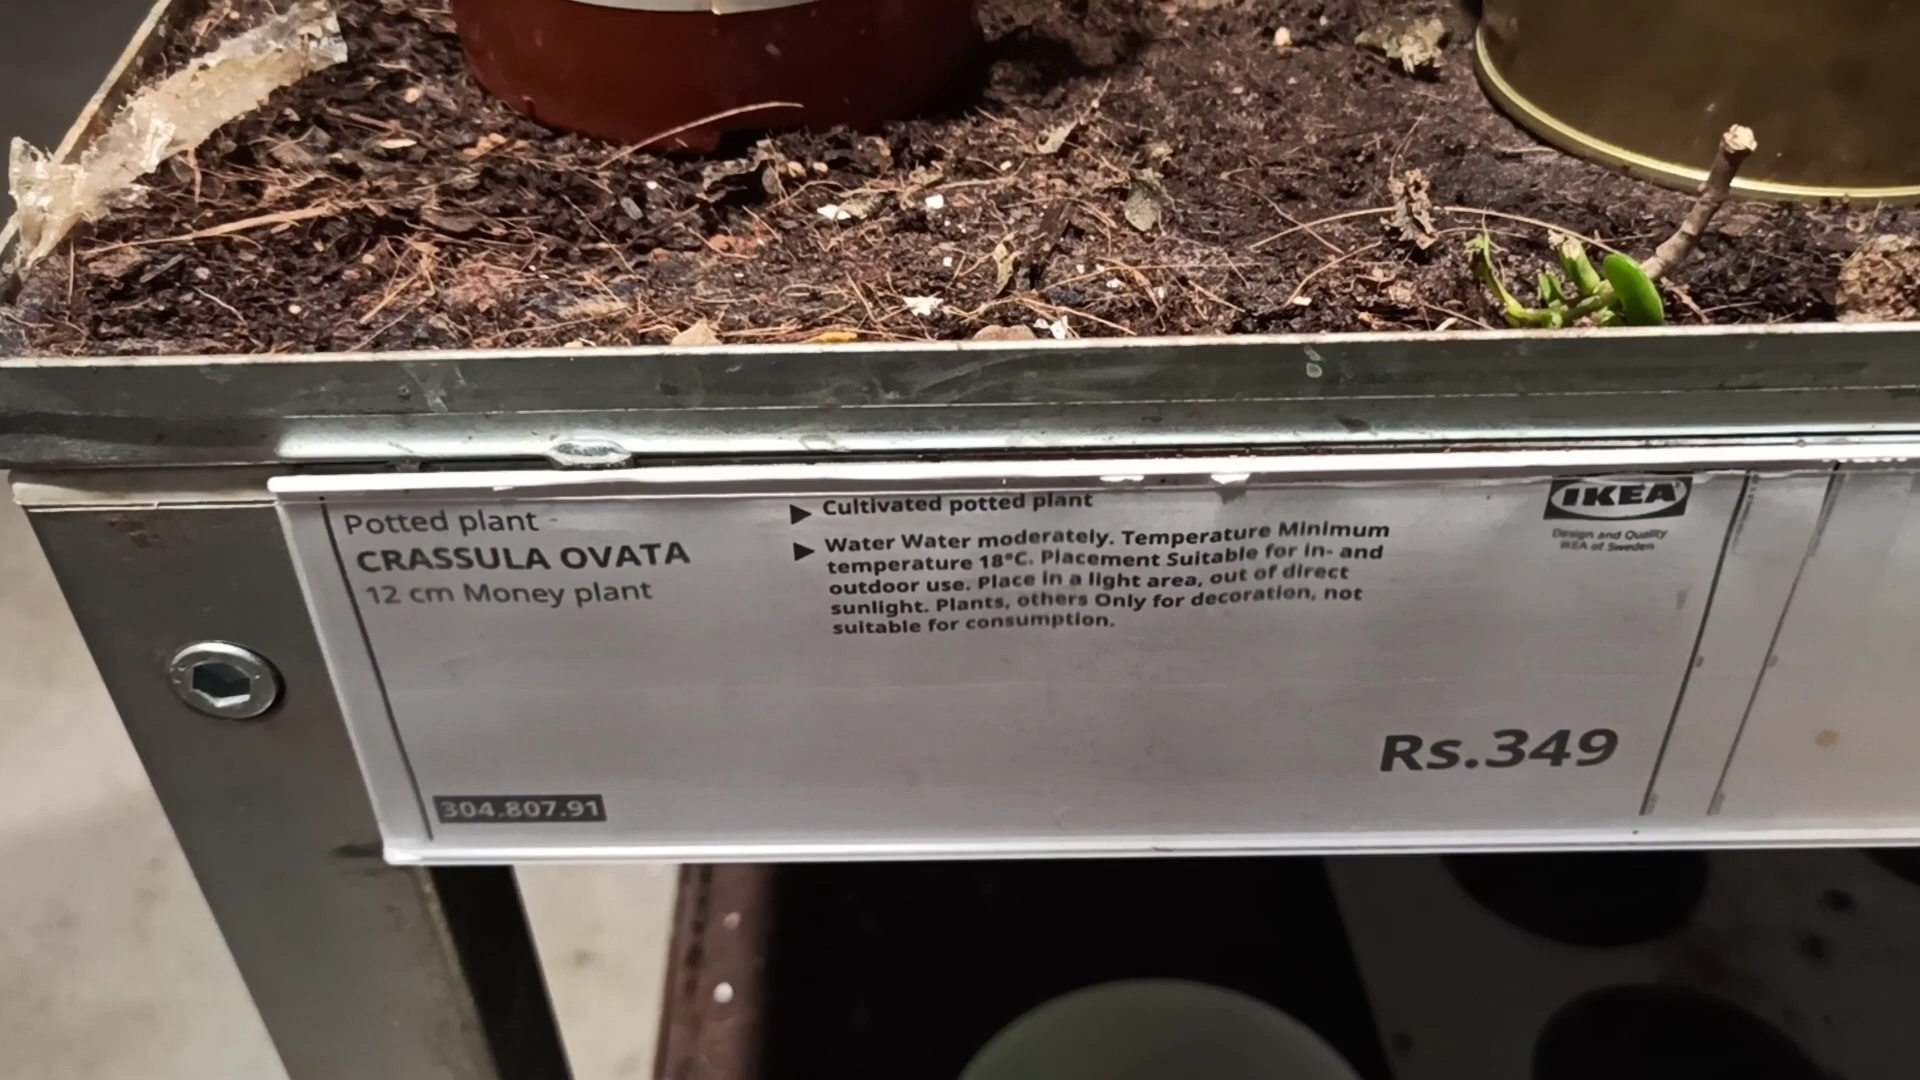 Potted plant
CRASSULA OVATA
12 cm Money plant
304.807.91
Cultivated potted plant
Water Water moderately. Temperature Minimum
temperature 18°C. Placement Suitable for in- and
outdoor use. Place in a light area, out of direct
sunlight. Plants, others Only for decoration, not
suitable for consumption.
IKEA
Design and Quality
IKEA of Sweden
Rs.349